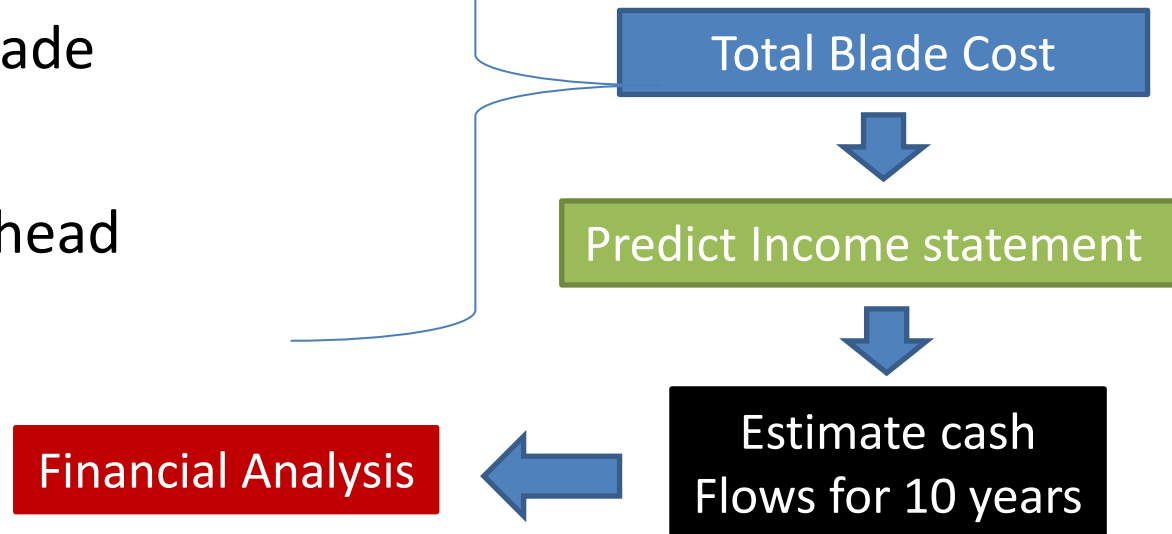 ade
Total Blade Cost
head
Predict Income statement
Estimate cash
Flows for 10 years
Financial Analysis